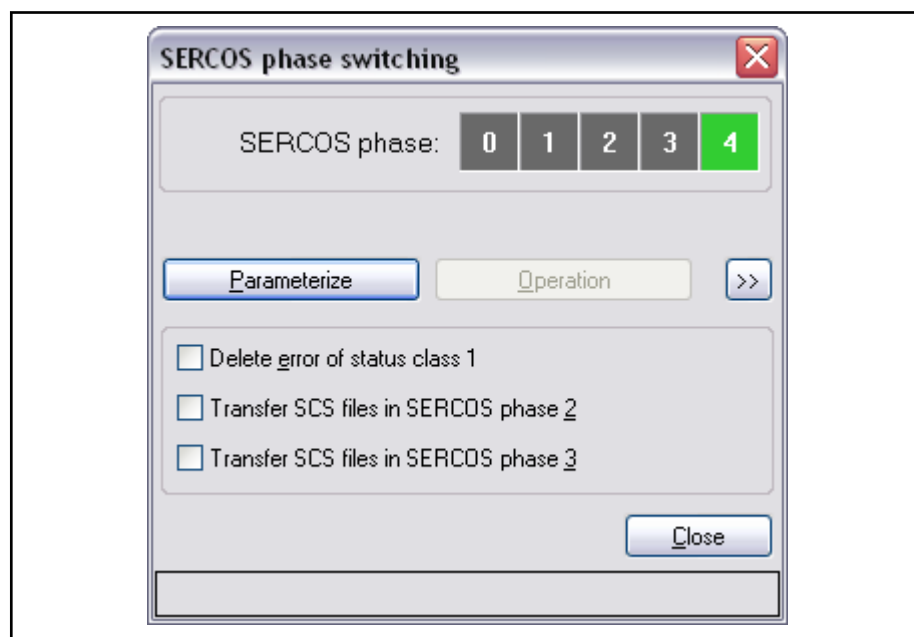 SERCOS phase switching
SERCOS phase: 0 1 2 3 4
Parameterize Operation >>
Delete error of status class 1
Transfer SCS files in SERCOS phase 2
Transfer SCS files in SERCOS phase 3
Close